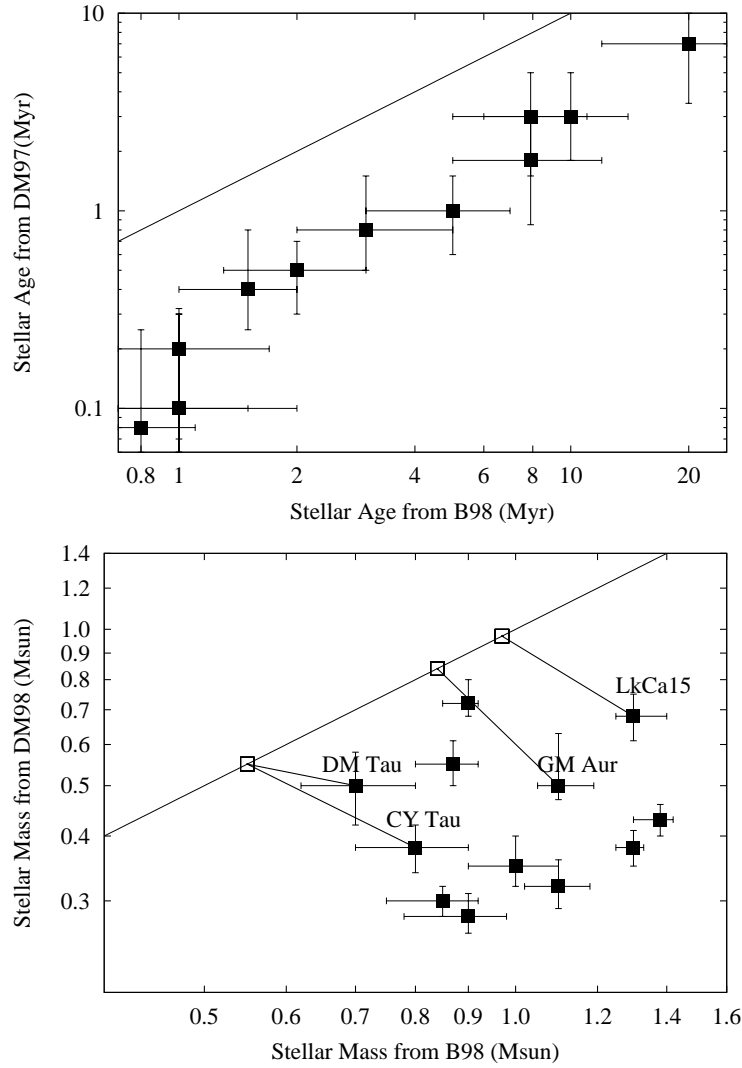 10
1
0.1
Stellar Age from DM97(Myr)
0.8 1 2 4 6 8 10 20
Stellar Age from B98 (Myr)
1.4
1.2
1.0
0.9
0.8
0.7
0.6
0.5
0.4
0.3
Stellar Mass from DM98 (Msun)
LkCa15
DM Tau
GM Aur
CY Tau
0.5 0.6 0.7 0.8 0.9 1.0 1.2 1.4 1.6
Stellar Mass from B98 (Msun)